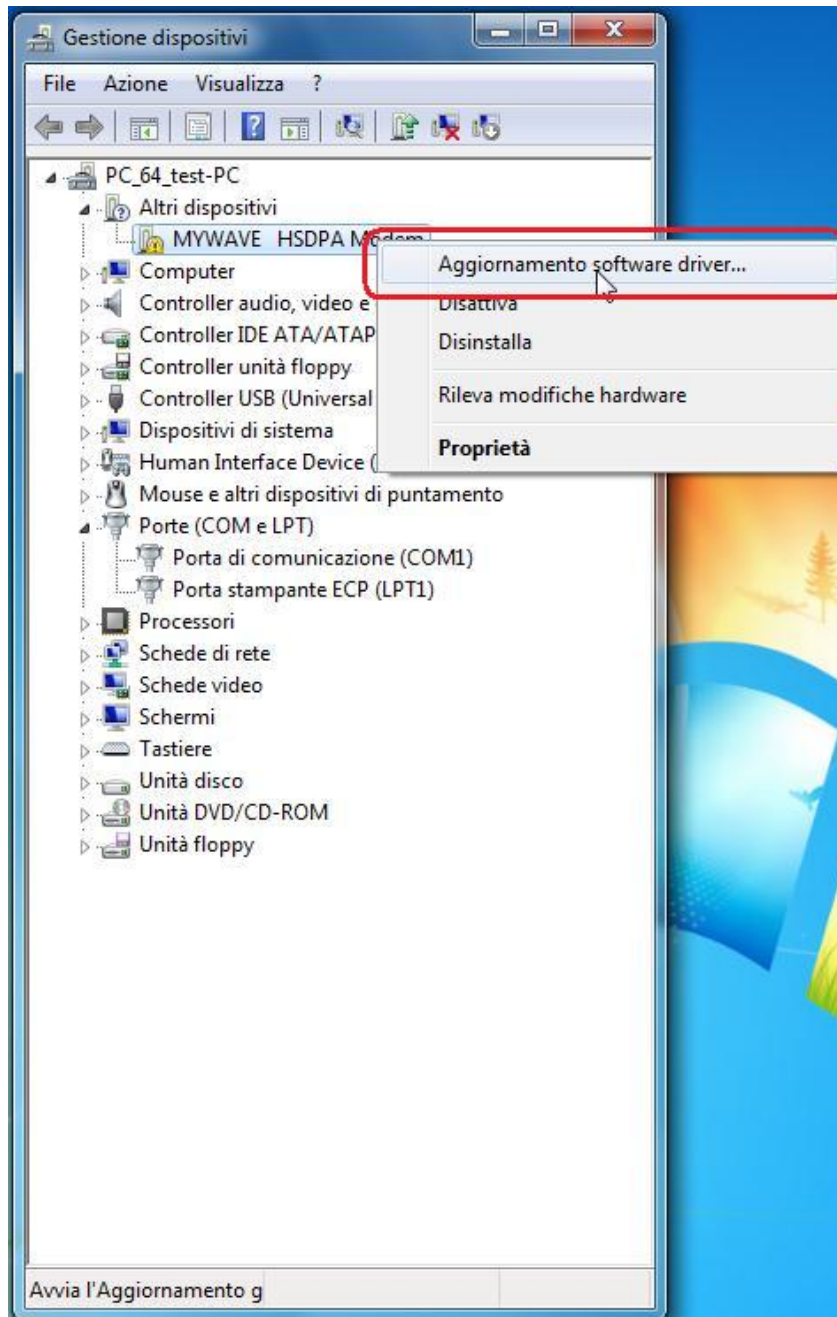 Gestione dispositivi
File Azione Visualizza ?
PC_64_test-PC
Altri dispositivi
MYWAVE HSDPA Modem
Aggiornamento software driver...
Disattiva
Disinstalla
Rileva modifiche hardware
Proprietà
Computer
Controller audio, video e
Controller IDE ATA/ATAP
Controller unità floppy
Controller USB (Universal
Dispositivi di sistema
Human Interface Device (
Mouse e altri dispositivi di puntamento
Porte (COM e LPT)
Porta di comunicazione (COM1)
Porta stampante ECP (LPT1)
Processori
Schede di rete
Schede video
Schermi
Tastiere
Unità disco
Unità DVD/CD-ROM
Unità floppy
Avvia l'Aggiornamento g